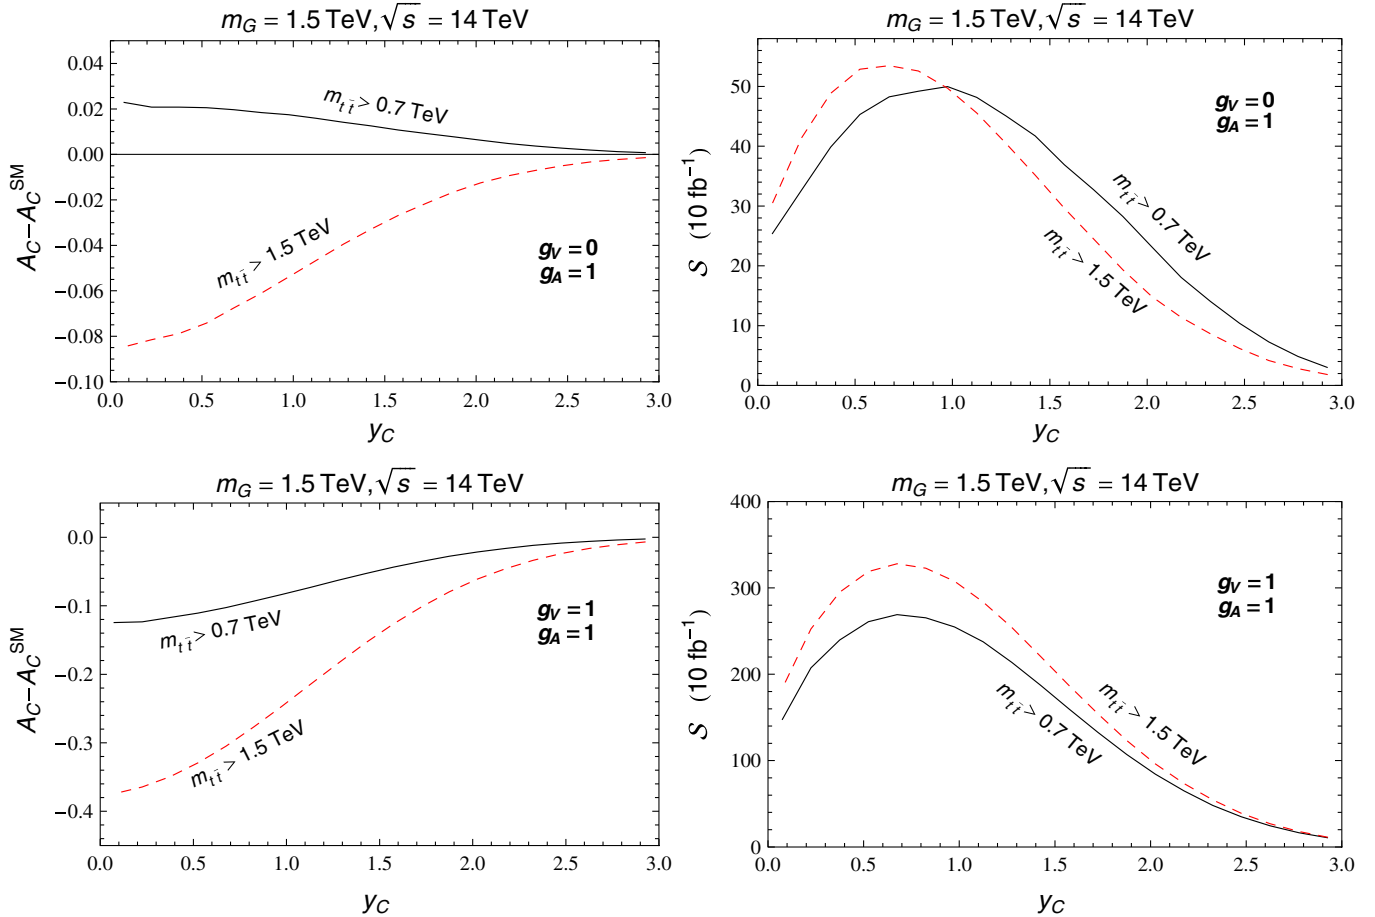 m_G = 1.5 TeV, √s = 14 TeV
0.04
0.02
0.00
−0.02
−0.04
−0.06
−0.08
−0.10
A_C−A_C^SM
m_{t t̄} > 0.7 TeV
m_{t t̄} > 1.5 TeV
g_V = 0
g_A = 1
0.0 0.5 1.0 1.5 2.0 2.5 3.0
y_C
m_G = 1.5 TeV, √s = 14 TeV
50
40
30
20
10
0
S (10 fb⁻¹)
g_V = 0
g_A = 1
m_{t t̄} > 0.7 TeV
m_{t t̄} > 1.5 TeV
0.0 0.5 1.0 1.5 2.0 2.5 3.0
y_C
m_G = 1.5 TeV, √s = 14 TeV
0.0
−0.1
−0.2
−0.3
−0.4
A_C−A_C^SM
m_{t t̄} > 0.7 TeV
m_{t t̄} > 1.5 TeV
g_V = 1
g_A = 1
0.0 0.5 1.0 1.5 2.0 2.5 3.0
y_C
m_G = 1.5 TeV, √s = 14 TeV
400
300
200
100
0
S (10 fb⁻¹)
g_V = 1
g_A = 1
m_{t t̄} > 1.5 TeV
m_{t t̄} > 0.7 TeV
0.0 0.5 1.0 1.5 2.0 2.5 3.0
y_C